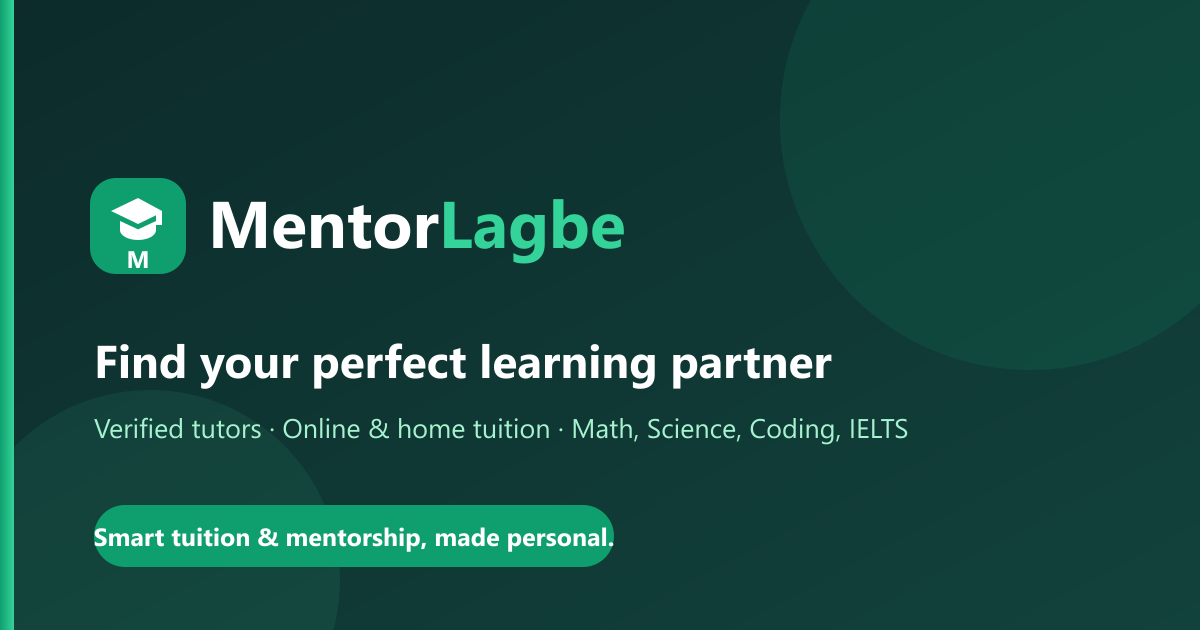 M
MentorLagbe
Find your perfect learning partner
Verified tutors · Online & home tuition · Math, Science, Coding, IELTS
Smart tuition & mentorship, made personal.